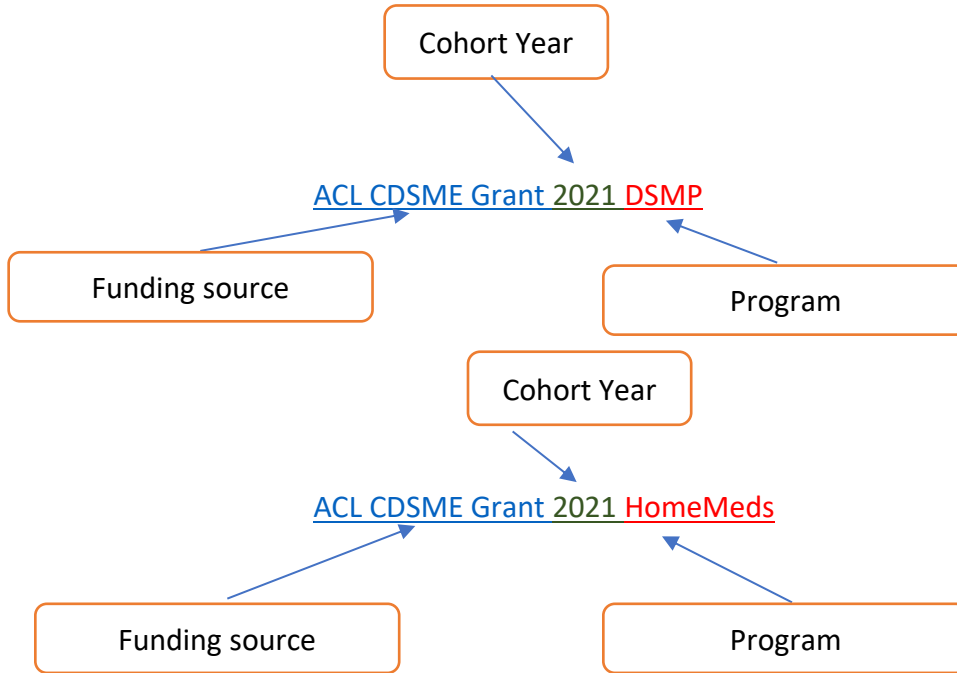 Cohort Year
ACL CDSME Grant 2021 DSMP
Funding source
Program
Cohort Year
ACL CDSME Grant 2021 HomeMeds
Funding source
Program